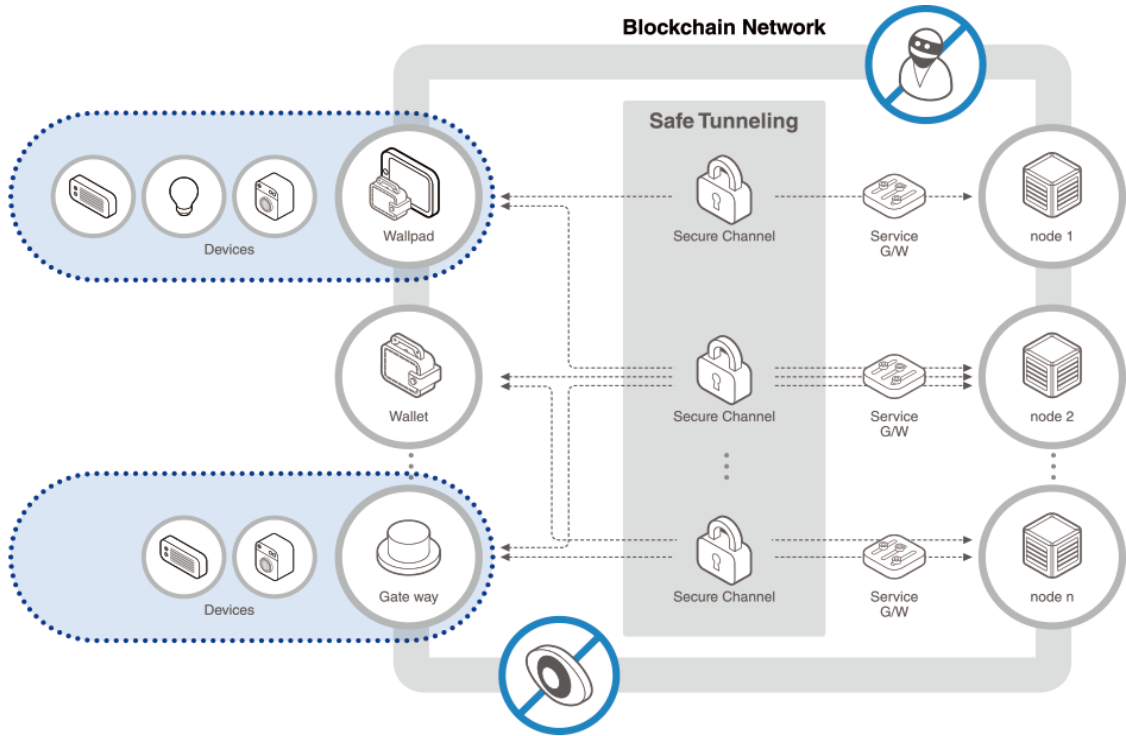 Blockchain Network
Safe Tunneling
Devices
Wallpad
Secure Channel
Service
G/W
node 1
Wallet
Secure Channel
Service
G/W
node 2
Devices
Gate way
Secure Channel
Service
G/W
node n